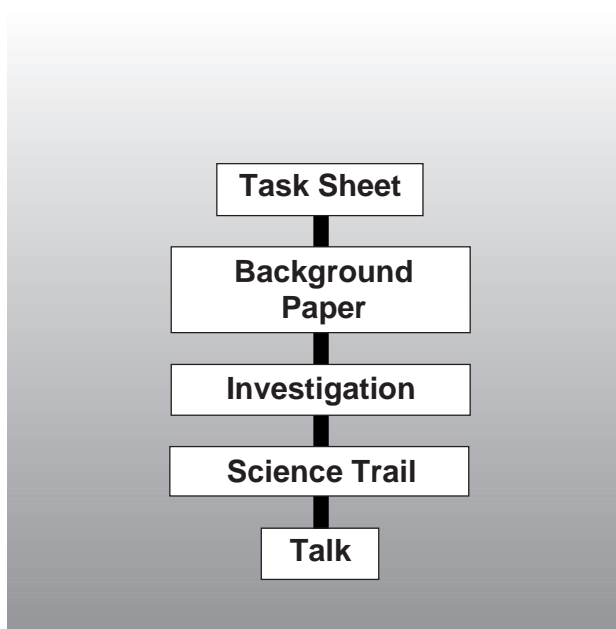 Task Sheet
Background
Paper
Investigation
Science Trail
Talk